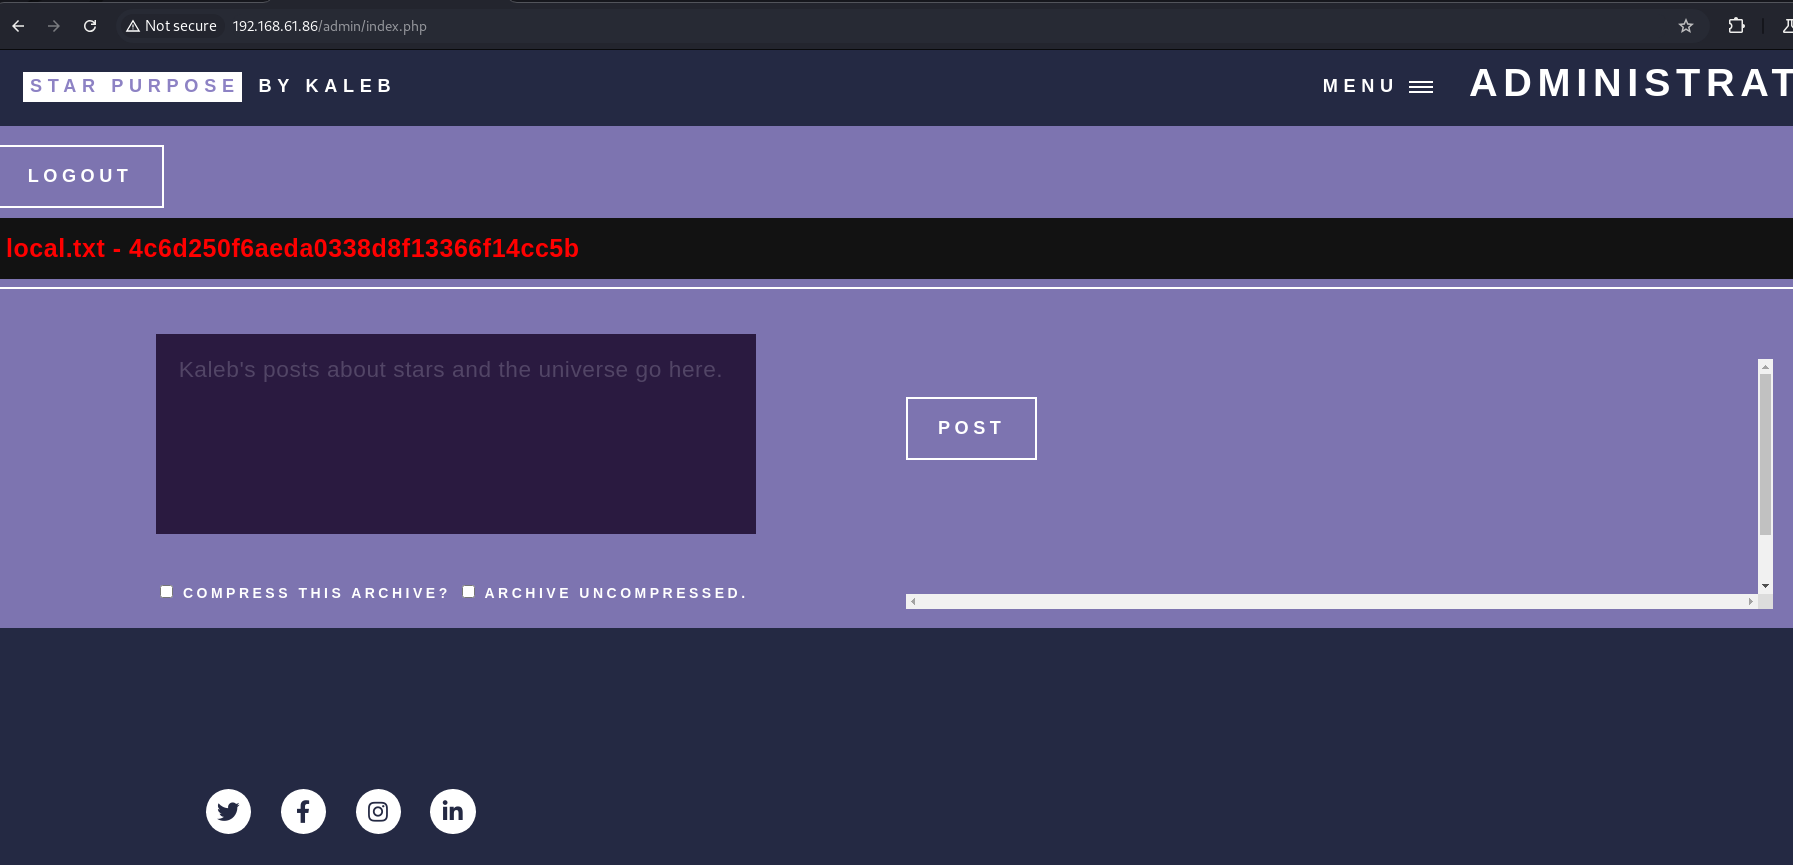 Not secure 192.168.61.86/admin/index.php
STAR PURPOSE BY KALEB MENU ADMINISTRAT
LOGOUT
local.txt - 4c6d250f6aeda0338d8f13366f14cc5b
Kaleb's posts about stars and the universe go here.
POST
COMPRESS THIS ARCHIVE? ARCHIVE UNCOMPRESSED.